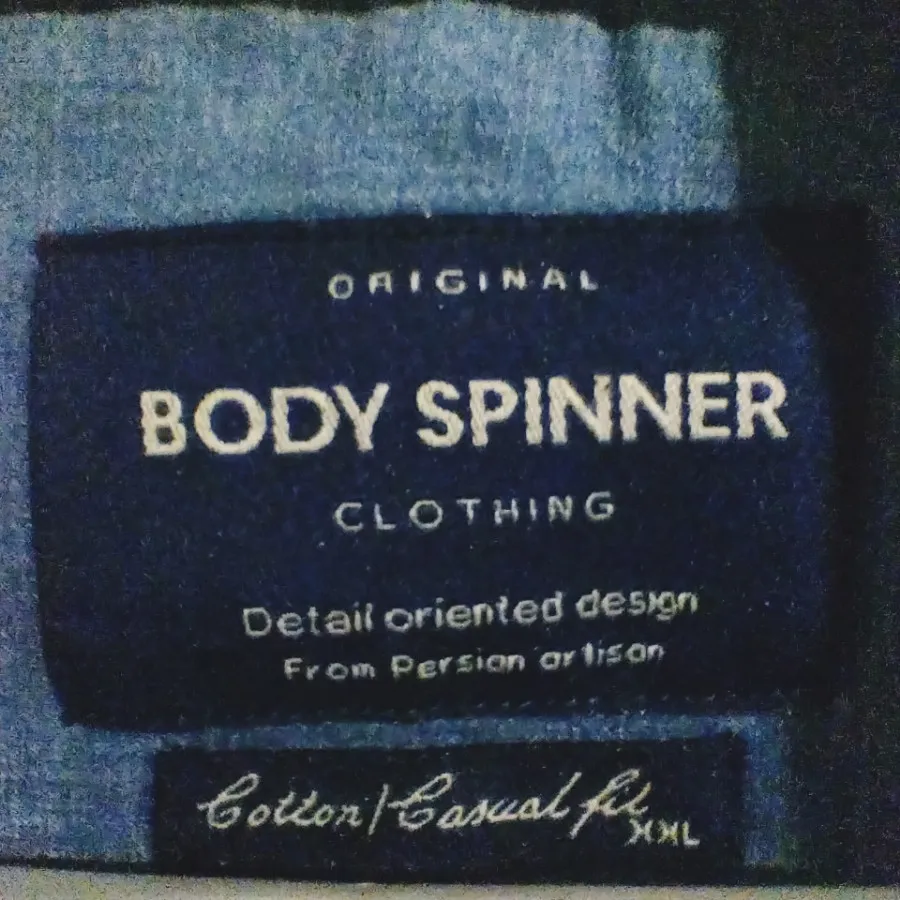 ORIGINAL
BODY SPINNER
CLOTHING
Detail oriented design
From Persian artisan
Cotton/Casual fit
XXL